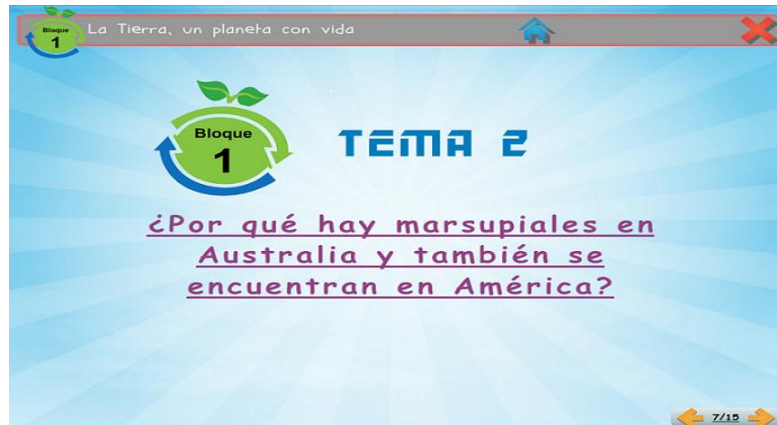 Bloque
1
La Tierra, un planeta con vida
Bloque
1
TEMA 2
¿Por qué hay marsupiales en
Australia y también se
encuentran en América?
7/15